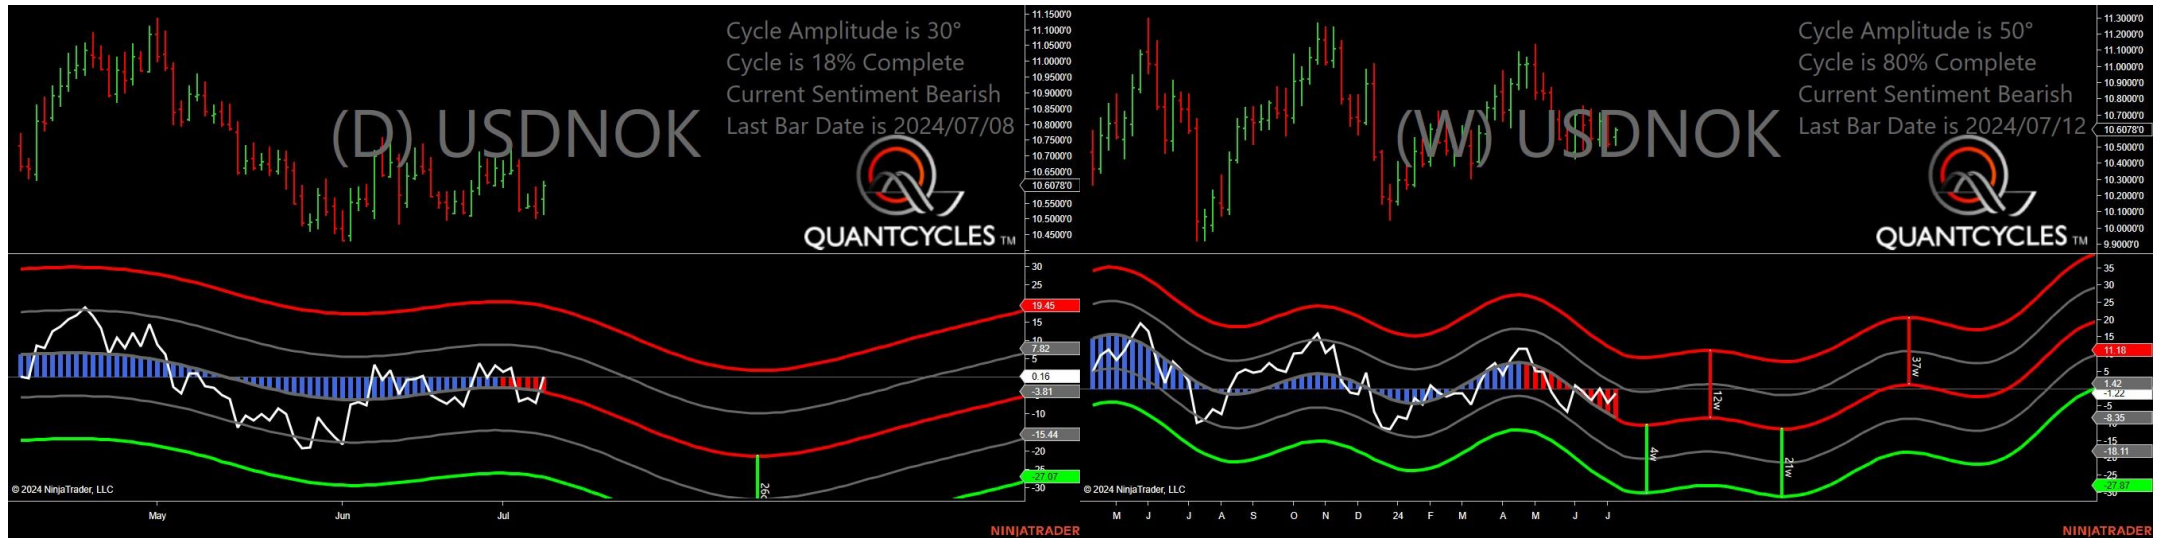 Cycle Amplitude is 30°
Cycle is 18% Complete
Current Sentiment Bearish
Last Bar Date is 2024/07/08
(D) USDNOK
QUANTCYCLES TM
11.1500'0
11.1000'0
11.0500'0
11.0000'0
10.9500'0
10.9000'0
10.8500'0
10.8000'0
10.7500'0
10.7000'0
10.6500'0
10.6078'0
10.5500'0
10.5000'0
10.4500'0
30
19.45
15
10
7.82
5
0.16
-3.81
-10
-15.44
-20
-27.07
-30
© 2024 NinjaTrader, LLC
May Jun Jul
NINJATRADER
Cycle Amplitude is 50°
Cycle is 80% Complete
Current Sentiment Bearish
Last Bar Date is 2024/07/12
(W) USDNOK
QUANTCYCLES TM
11.3000'0
11.2000'0
11.1000'0
11.0000'0
10.9000'0
10.8000'0
10.7000'0
10.6078'0
10.5000'0
10.4000'0
10.3000'0
10.2000'0
10.1000'0
10.0000'0
9.9000'0
35
30
25
20
15
11.18
1.42
-1.22
-5
-8.35
-15
-18.11
-25
-27.87
-30
12w
37w
4w
21w
© 2024 NinjaTrader, LLC
M J J A S O N D 24 F M A M J J
NINJATRADER